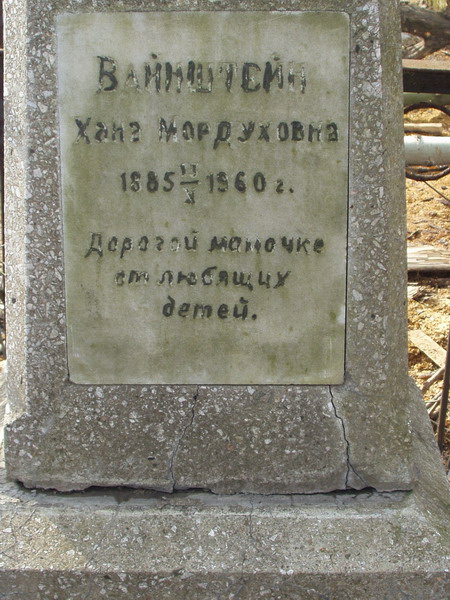 ВАЙНШТЕЙН
Хана Мордуховна
1885 11/X 1960 г.
Дорогой мамочке
от любящих
детей.